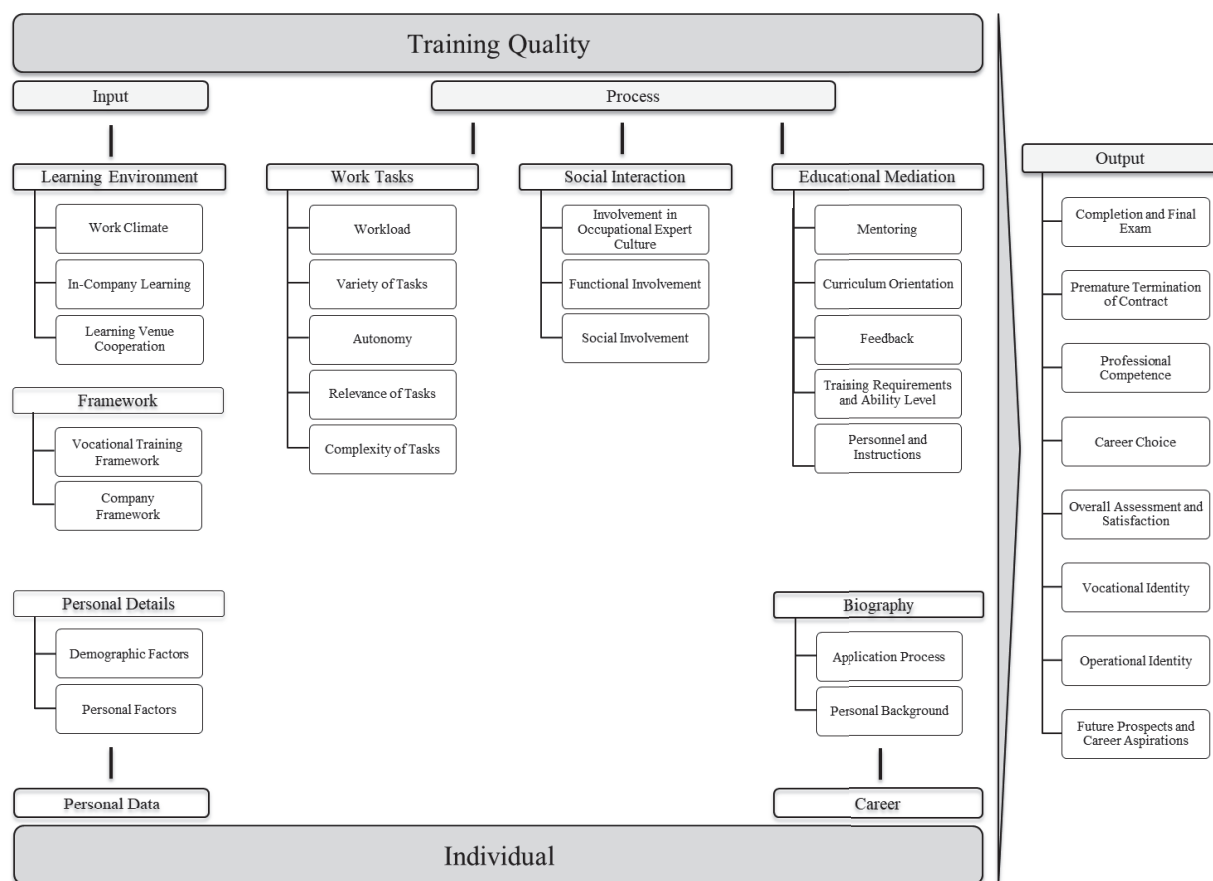 Training Quality
Input
Process
Learning Environment
Work Climate
In-Company Learning
Learning Venue
Cooperation
Framework
Vocational Training
Framework
Company
Framework
Work Tasks
Workload
Variety of Tasks
Autonomy
Relevance of Tasks
Complexity of Tasks
Social Interaction
Involvement in
Occupational Expert
Culture
Functional Involvement
Social Involvement
Educational Mediation
Mentoring
Curriculum Orientation
Feedback
Training Requirements
and Ability Level
Personnel and
Instructions
Personal Details
Demographic Factors
Personal Factors
Personal Data
Biography
Application Process
Personal Background
Career
Individual
Output
Completion and Final
Exam
Premature Termination
of Contract
Professional
Competence
Career Choice
Overall Assessment and
Satisfaction
Vocational Identity
Operational Identity
Future Prospects and
Career Aspirations